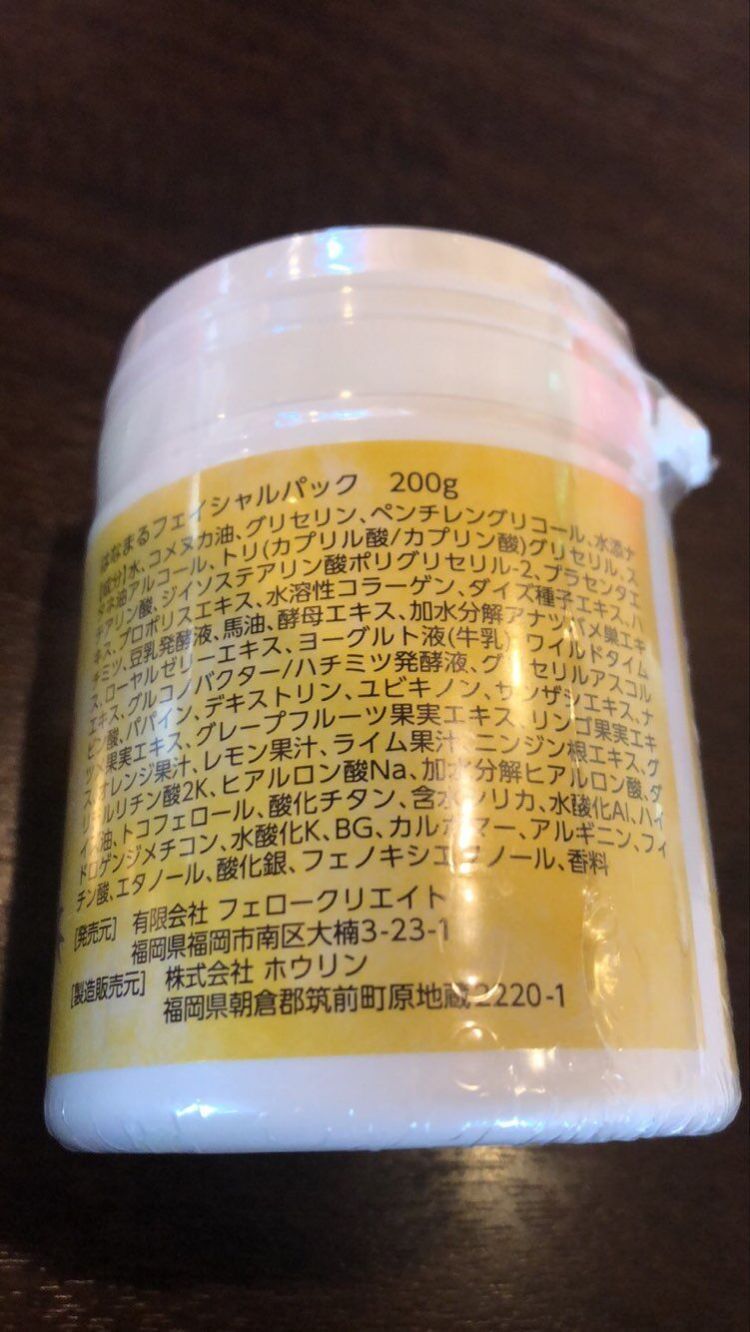 はなまるフェイシャルパック 200g
[成分]水、コメヌカ油、グリセリン、ペンチレングリコール、水添ナ
タネ油アルコール、トリ(カプリル酸/カプリン酸)グリセリル、ス
テアリン酸、ジイソステアリン酸ポリグリセリル-2、プラセンタエ
キス、プロポリスエキス、水溶性コラーゲン、ダイズ種子エキス、ハ
チミツ、豆乳発酵液、馬油、酵母エキス、加水分解アナツバメ巣エキ
ス、ローヤルゼリーエキス、ヨーグルト液(牛乳)、ワイルドタイム
エキス、グルコノバクター/ハチミツ発酵液、グリセリルアスコル
ビン酸、パパイン、デキストリン、ユビキノン、サンザシエキス、ナ
ツメ果実エキス、グレープフルーツ果実エキス、リンゴ果実エキ
ス、オレンジ果汁、レモン果汁、ライム果汁、ニンジン根エキス、グ
リチルリチン酸2K、ヒアルロン酸Na、加水分解ヒアルロン酸、ダ
イズ油、トコフェロール、酸化チタン、含水シリカ、水酸化Al、ハイ
ドロゲンジメチコン、水酸化K、BG、カルボマー、アルギニン、フィ
チン酸、エタノール、酸化銀、フェノキシエタノール、香料
[発売元] 有限会社 フェロークリエイト
福岡県福岡市南区大楠3-23-1
[製造販売元] 株式会社 ホウリン
福岡県朝倉郡筑前町原地蔵2220-1